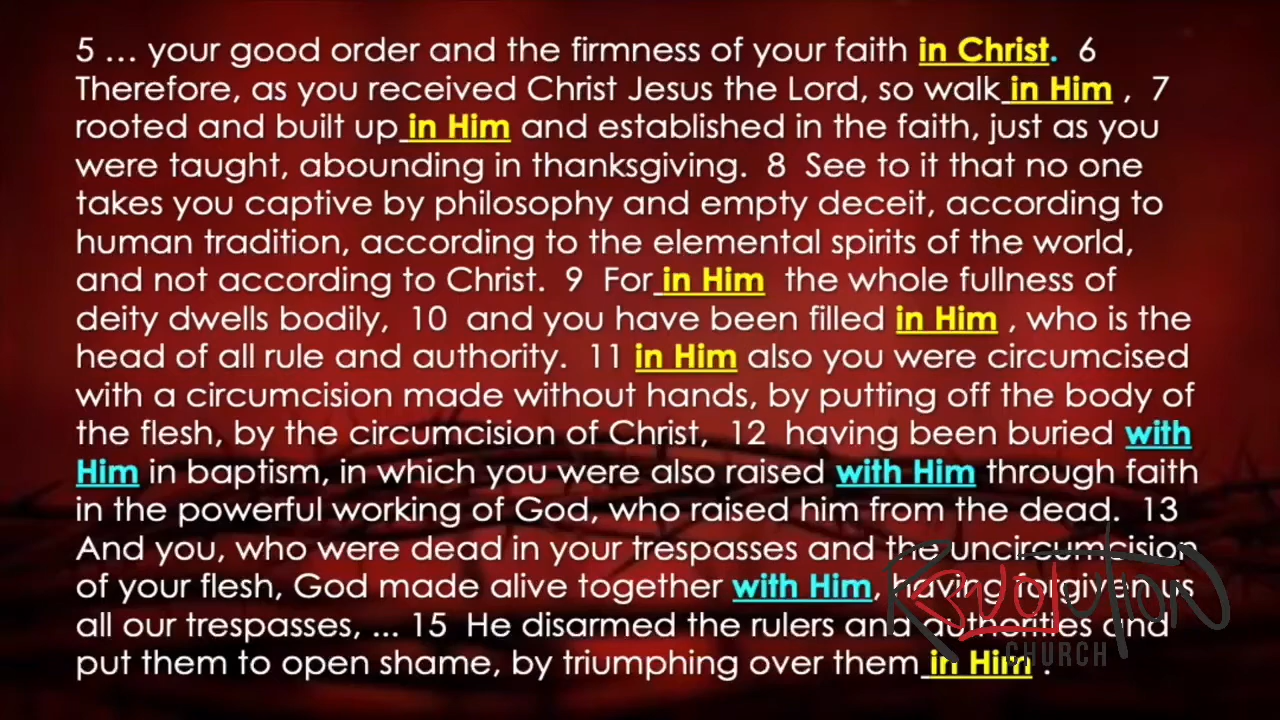 5 … your good order and the firmness of your faith in Christ. 6
Therefore, as you received Christ Jesus the Lord, so walk in Him , 7
rooted and built up in Him and established in the faith, just as you
were taught, abounding in thanksgiving. 8 See to it that no one
takes you captive by philosophy and empty deceit, according to
human tradition, according to the elemental spirits of the world,
and not according to Christ. 9 For in Him the whole fullness of
deity dwells bodily, 10 and you have been filled in Him , who is the
head of all rule and authority. 11 in Him also you were circumcised
with a circumcision made without hands, by putting off the body of
the flesh, by the circumcision of Christ, 12 having been buried with
Him in baptism, in which you were also raised with Him through faith
in the powerful working of God, who raised him from the dead. 13
And you, who were dead in your trespasses and the uncircumcision
of your flesh, God made alive together with Him, having forgiven us
all our trespasses, ... 15 He disarmed the rulers and authorities and
put them to open shame, by triumphing over them in Him .
REVOLUTION
CHURCH